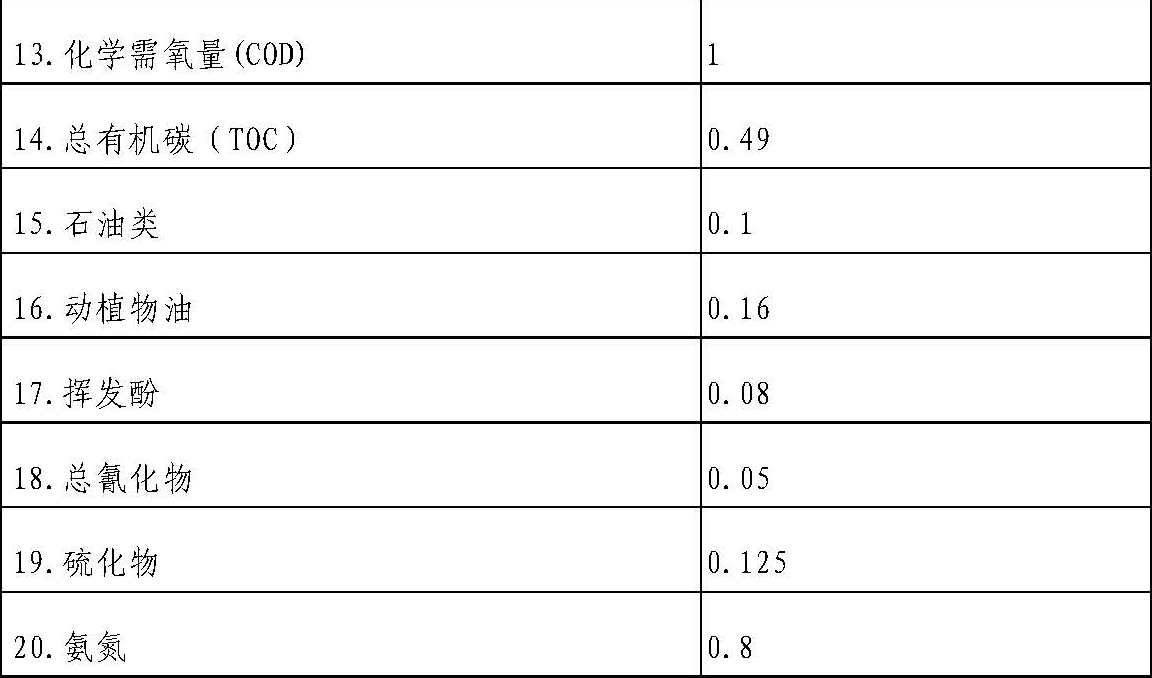 13.化学需氧量(COD) 1
14.总有机碳（TOC） 0.49
15.石油类 0.1
16.动植物油 0.16
17.挥发酚 0.08
18.总氰化物 0.05
19.硫化物 0.125
20.氨氮 0.8